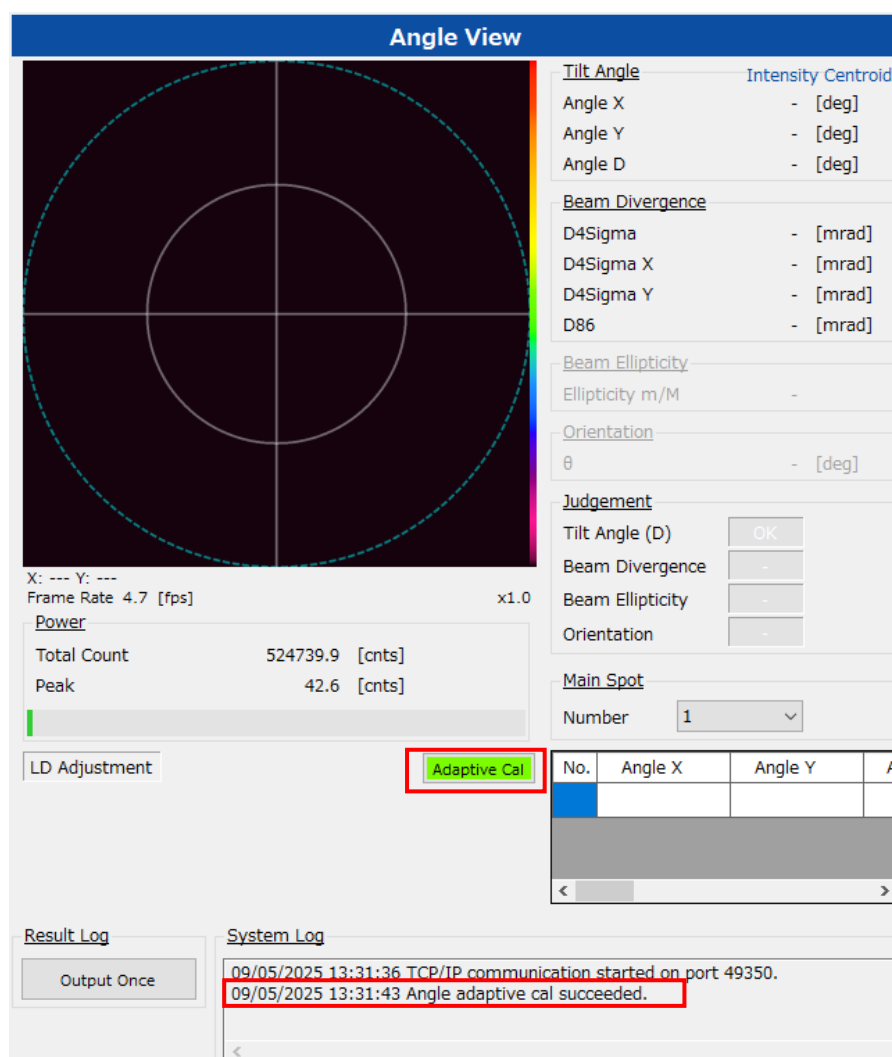 Angle View
Tilt Angle Intensity Centroid
Angle X - [deg]
Angle Y - [deg]
Angle D - [deg]
Beam Divergence
D4Sigma - [mrad]
D4Sigma X - [mrad]
D4Sigma Y - [mrad]
D86 - [mrad]
Beam Ellipticity
Ellipticity m/M -
Orientation
θ - [deg]
Judgement
Tilt Angle (D) OK
Beam Divergence -
Beam Ellipticity -
Orientation -
X: --- Y: ---
Frame Rate 4.7 [fps] x1.0
Power
Total Count 524739.9 [cnts]
Peak 42.6 [cnts]
Main Spot
Number 1
LD Adjustment Adaptive Cal
No. Angle X Angle Y
Result Log
Output Once
System Log
09/05/2025 13:31:36 TCP/IP communication started on port 49350.
09/05/2025 13:31:43 Angle adaptive cal succeeded.